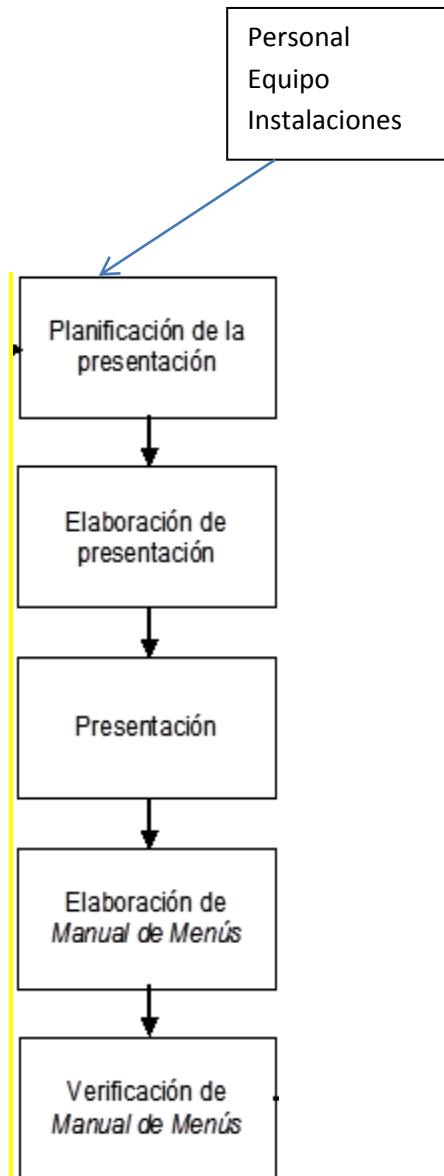 Personal
Equipo
Instalaciones
Planificación de la
presentación
Elaboración de
presentación
Presentación
Elaboración de
Manual de Menús
Verificación de
Manual de Menús